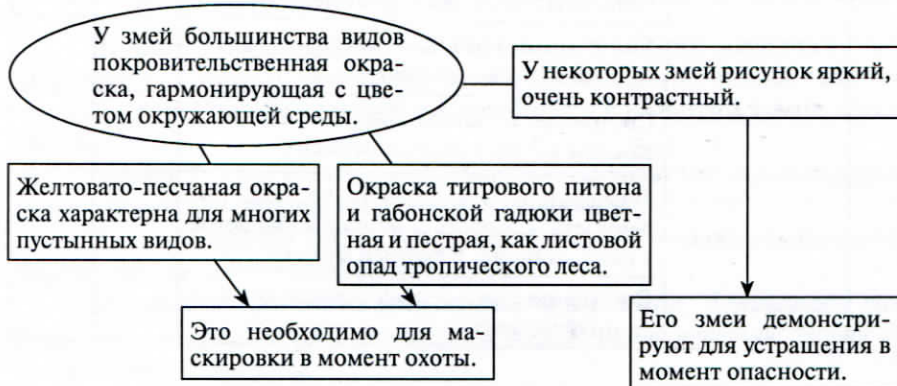 У змей большинства видов
покровительственная окра-
ска, гармонирующая с цве-
том окружающей среды.
У некоторых змей рисунок яркий,
очень контрастный.
Желтовато-песчаная окра-
ска характерна для многих
пустынных видов.
Окраска тигрового питона
и габонской гадюки цвет-
ная и пестрая, как листовой
опад тропического леса.
Это необходимо для ма-
скировки в момент охоты.
Его змеи демонстри-
руют для устрашения в
момент опасности.